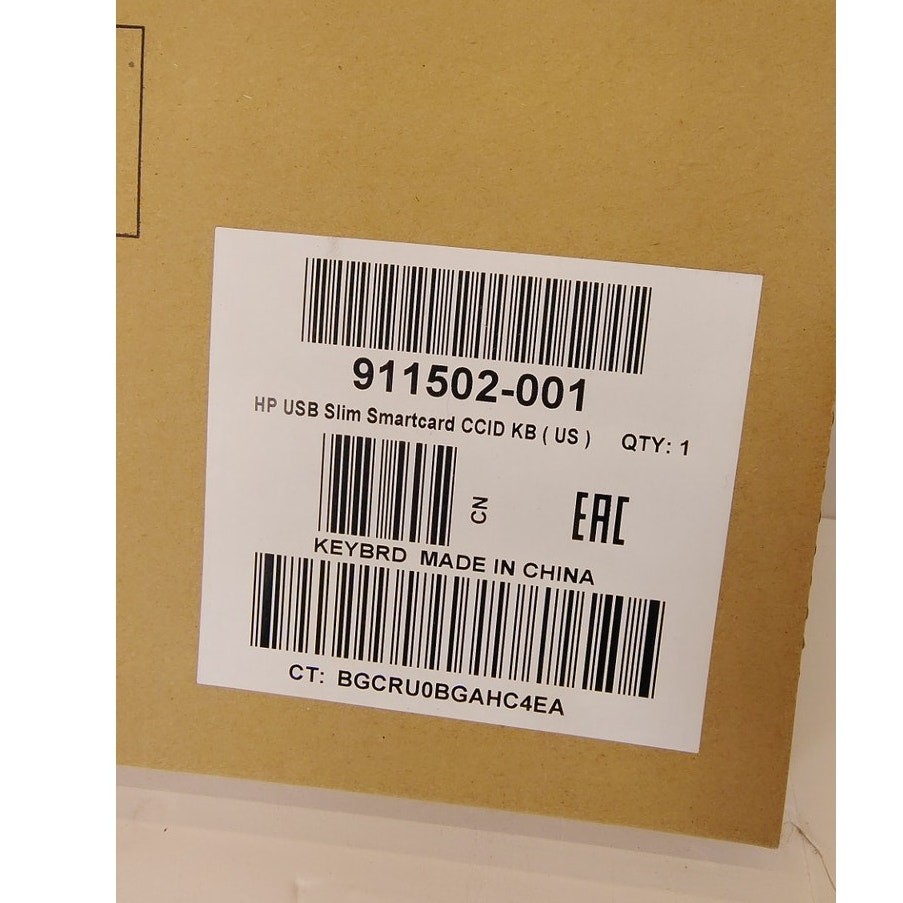 911502-001
HP USB Slim Smartcard CCID KB ( US ) QTY: 1
CN
EAC
KEYBRD MADE IN CHINA
CT: BGCRU0BGAHC4EA